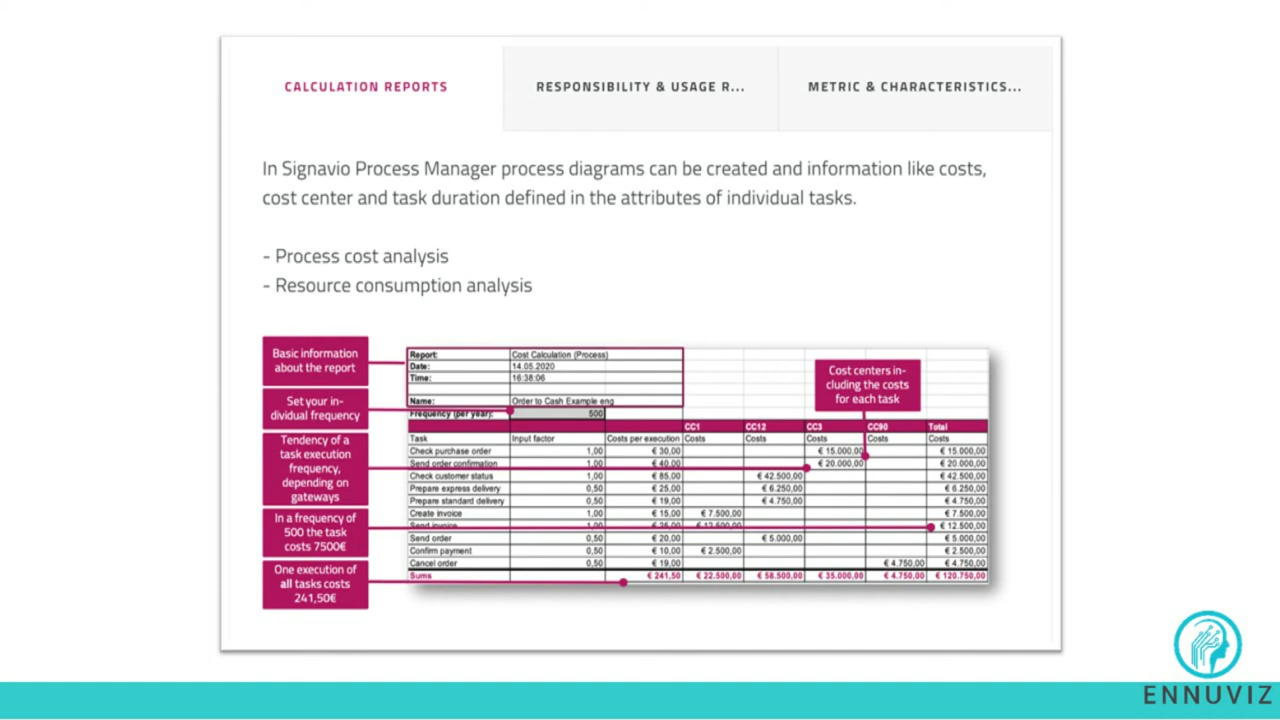 CALCULATION REPORTS
RESPONSIBILITY & USAGE R...
METRIC & CHARACTERISTICS...
In Signavio Process Manager process diagrams can be created and information like costs,
cost center and task duration defined in the attributes of individual tasks.
- Process cost analysis
- Resource consumption analysis
Basic information
about the report
Set your in-
dividual frequency
Tendency of a
task execution
frequency,
depending on
gateways
In a frequency of
500 the task
costs 7500€
One execution of
all tasks costs
241,50€
Cost centers in-
cluding the costs
for each task
Report: Cost Calculation (Process)
Date: 14.05.2020
Time: 16:38:06
Name: Order to Cash Example eng
Frequency (per year): 500
CC1 CC12 CC3 CC90 Total
Task Input factor Costs per execution Costs Costs Costs Costs Costs
Check purchase order 1,00 € 30,00 € 15.000,00 € 15.000,00
Send order confirmation 1,00 € 40,00 € 20.000,00 € 20.000,00
Check customer status 1,00 € 85,00 € 42.500,00 € 42.500,00
Prepare express delivery 0,50 € 25,00 € 6.250,00 € 6.250,00
Prepare standard delivery 0,50 € 19,00 € 4.750,00 € 4.750,00
Create invoice 1,00 € 15,00 € 7.500,00 € 7.500,00
Send invoice 1,00 € 25,00 € 12.500,00 € 12.500,00
Send order 0,50 € 20,00 € 5.000,00 € 5.000,00
Confirm payment 0,50 € 10,00 € 2.500,00 € 2.500,00
Cancel order 0,50 € 19,00 € 4.750,00 € 4.750,00
Sums € 241,50 € 22.500,00 € 58.500,00 € 35.000,00 € 4.750,00 € 120.750,00
ENNUVIZ